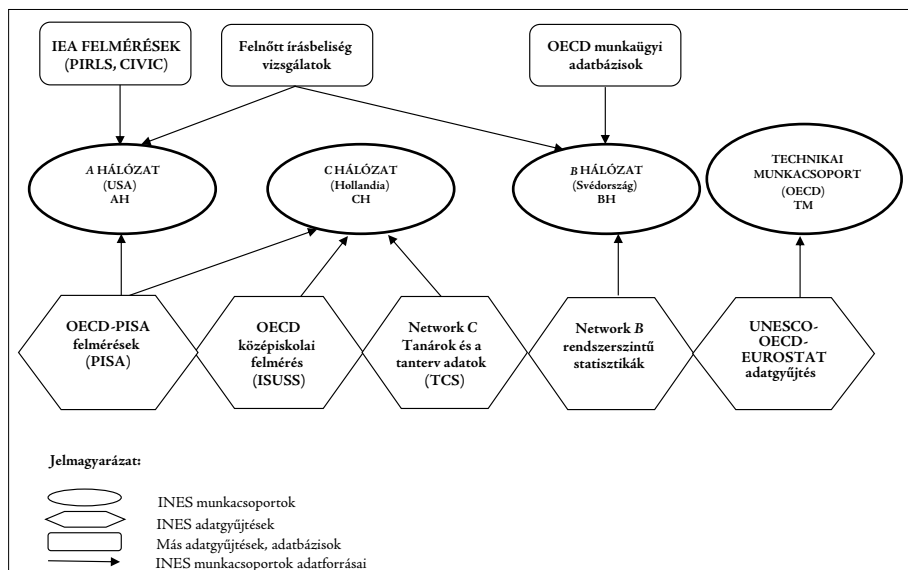 IEA FELMÉRÉSEK
(PIRLS, CIVIC)
Felnőtt írásbeliség
vizsgálatok
OECD munkaügyi
adatbázisok
A HÁLÓZAT
(USA)
AH
C HÁLÓZAT
(Hollandia)
CH
B HÁLÓZAT
(Svédország)
BH
TECHNIKAI
MUNKACSOPORT
(OECD)
TM
OECD-PISA
felmérések
(PISA)
OECD
középiskolai
felmérés
(ISUSS)
Network C
Tanárok és a
tanterv adatok
(TCS)
Network B
rendszerszintű
statisztikák
UNESCO-
OECD-
EUROSTAT
adatgyűjtés
Jelmagyarázat:
INES munkacsoportok
INES adatgyűjtések
Más adatgyűjtések, adatbázisok
INES munkacsoportok adatforrásai